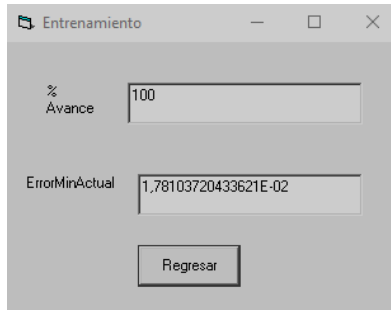 Entrenamiento
%
Avance
100
ErrorMinActual
1,78103720433621E-02
Regresar